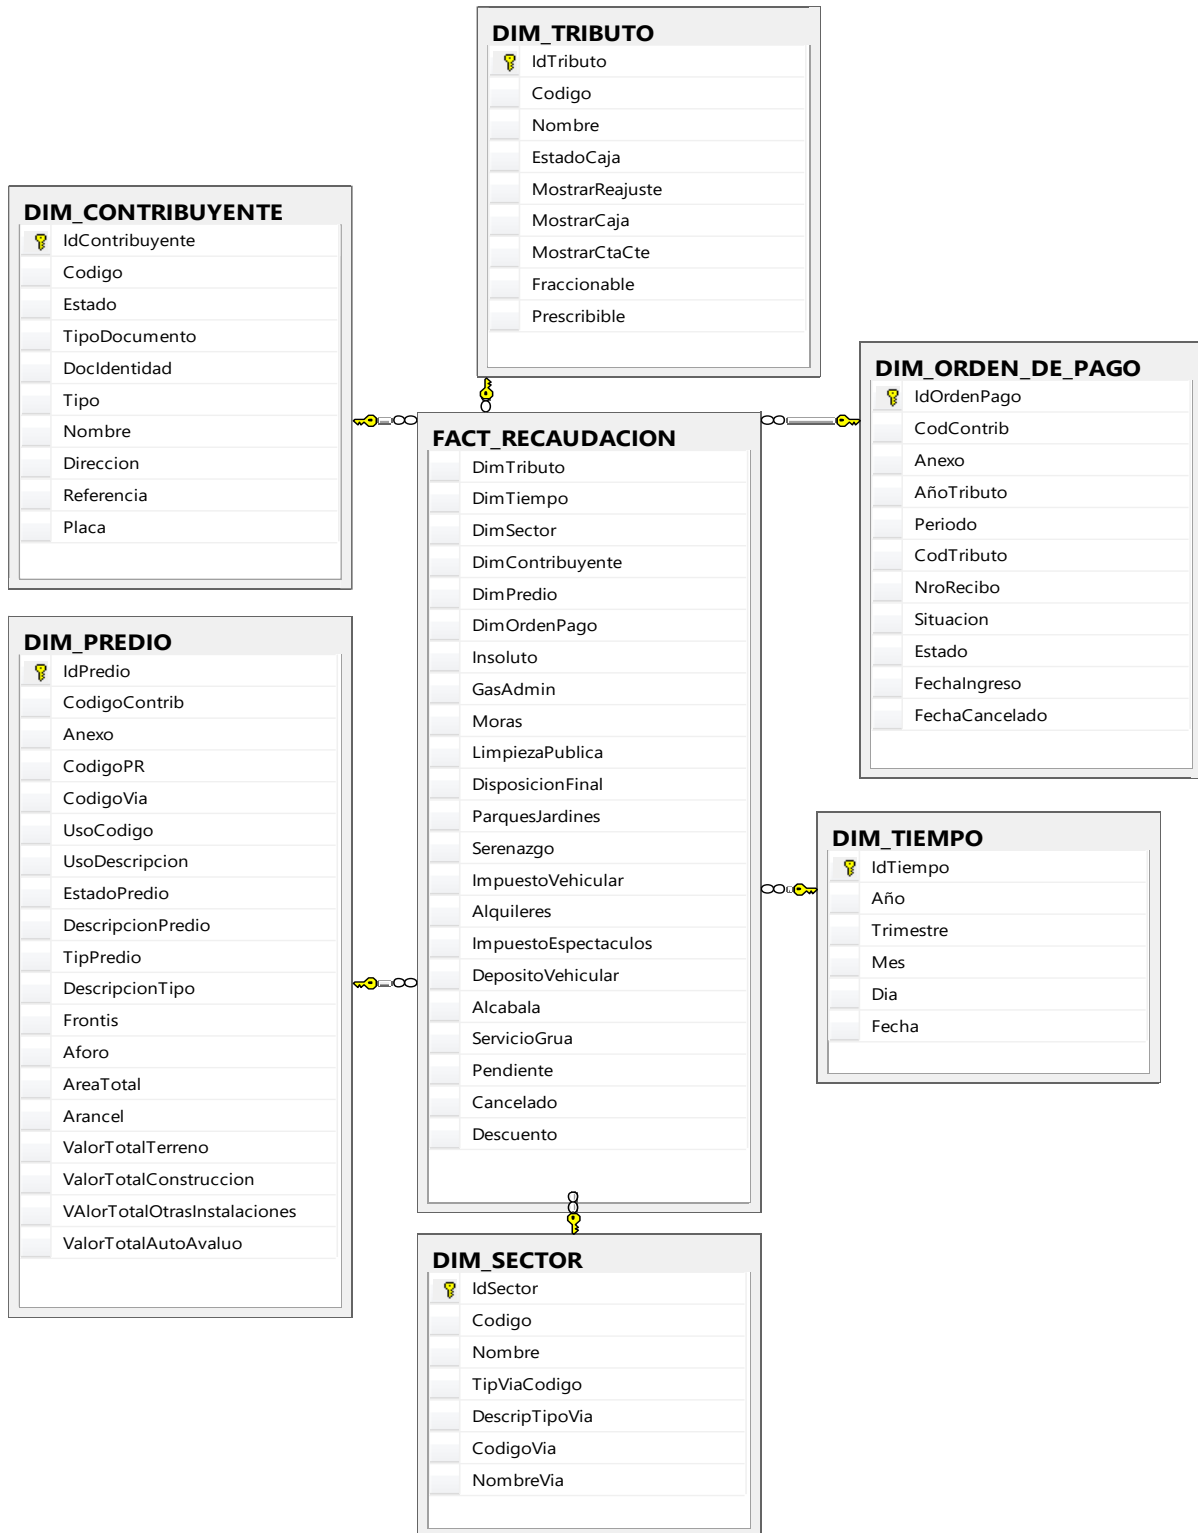 DIM_TRIBUTO
IdTributo
Codigo
Nombre
EstadoCaja
MostrarReajuste
MostrarCaja
MostrarCtaCte
Fraccionable
Prescribible
DIM_CONTRIBUYENTE
IdContribuyente
Codigo
Estado
TipoDocumento
DocIdentidad
Tipo
Nombre
Direccion
Referencia
Placa
DIM_ORDEN_DE_PAGO
IdOrdenPago
CodContrib
Anexo
AñoTributo
Periodo
CodTributo
NroRecibo
Situacion
Estado
FechaIngreso
FechaCancelado
FACT_RECAUDACION
DimTributo
DimTiempo
DimSector
DimContribuyente
DimPredio
DimOrdenPago
Insoluto
GasAdmin
Moras
LimpiezaPublica
DisposicionFinal
ParquesJardines
Serenazgo
ImpuestoVehicular
Alquileres
ImpuestoEspectaculos
DepositoVehicular
Alcabala
ServicioGrua
Pendiente
Cancelado
Descuento
DIM_PREDIO
IdPredio
CodigoContrib
Anexo
CodigoPR
CodigoVia
UsoCodigo
UsoDescripcion
EstadoPredio
DescripcionPredio
TipPredio
DescripcionTipo
Frontis
Aforo
AreaTotal
Arancel
ValorTotalTerreno
ValorTotalConstruccion
VAlorTotalOtrasInstalaciones
ValorTotalAutoAvaluo
DIM_TIEMPO
IdTiempo
Año
Trimestre
Mes
Dia
Fecha
DIM_SECTOR
IdSector
Codigo
Nombre
TipViaCodigo
DescripTipoVia
CodigoVia
NombreVia